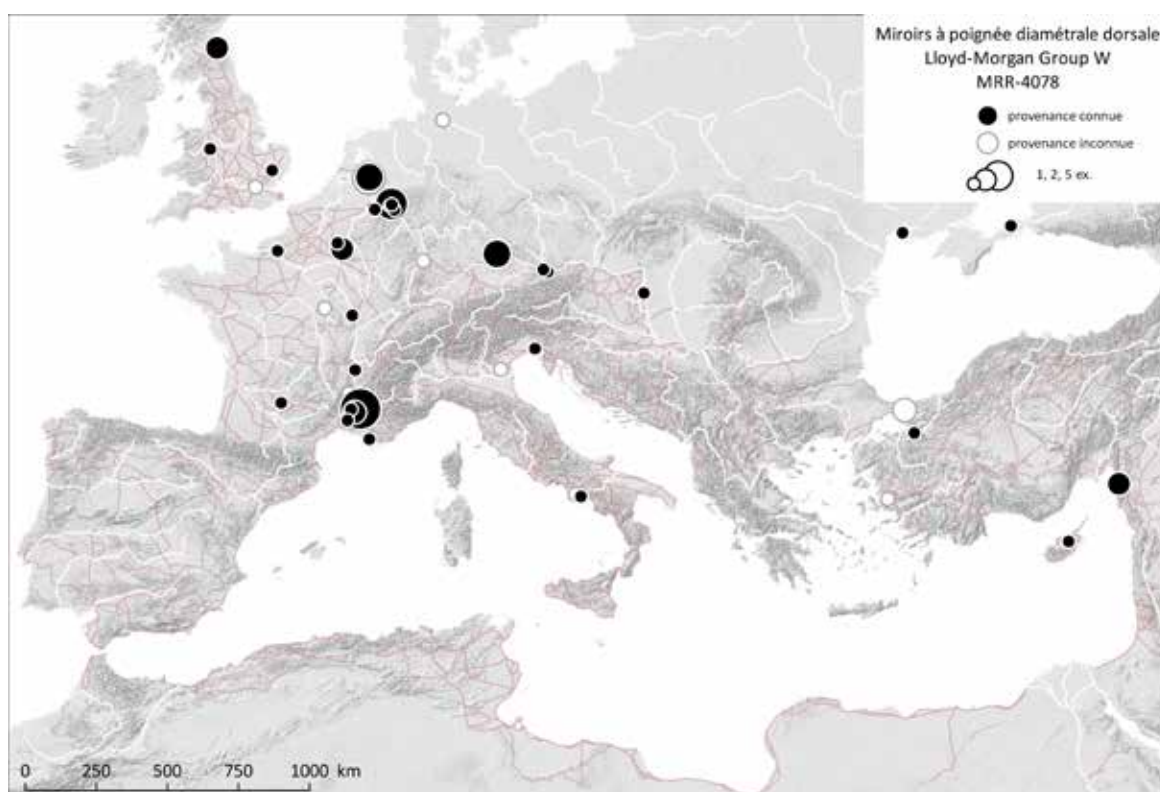 Miroirs à poignée diamétrale dorsale
Lloyd-Morgan Group W
MRR-4078
provenance connue
provenance inconnue
1, 2, 5 ex.
0 250 500 750 1000 km